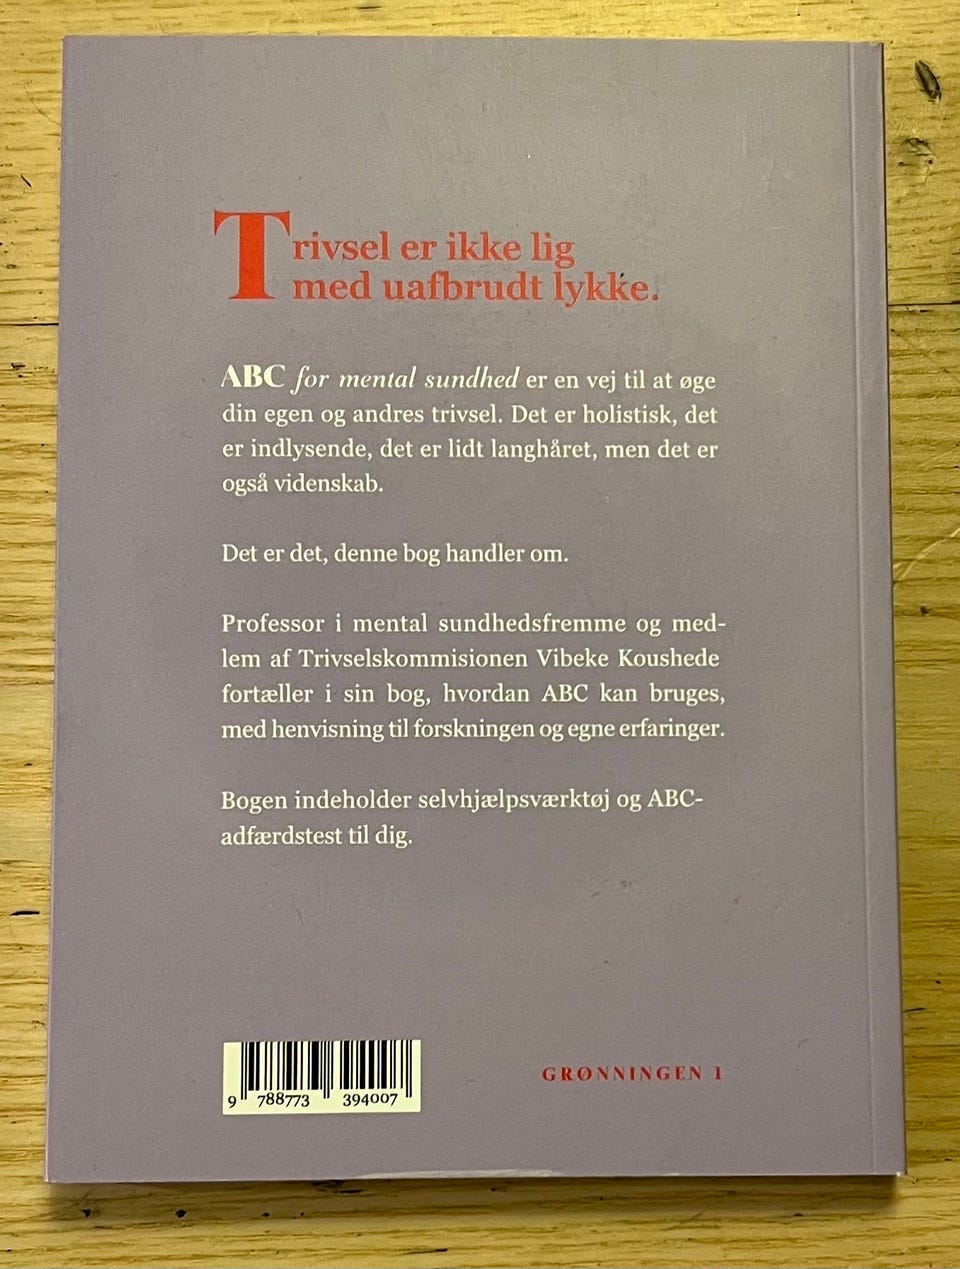 Trivsel er ikke lig
med uafbrudt lykke.
ABC for mental sundhed er en vej til at øge
din egen og andres trivsel. Det er holistisk, det
er indlysende, det er lidt langhåret, men det er
også videnskab.
Det er det, denne bog handler om.
Professor i mental sundhedsfremme og med-
lem af Trivselskommisionen Vibeke Koushede
fortæller i sin bog, hvordan ABC kan bruges,
med henvisning til forskningen og egne erfaringer.
Bogen indeholder selvhjælpsværktøj og ABC-
adfærdstest til dig.
9 788773 394007
GRØNNINGEN 1